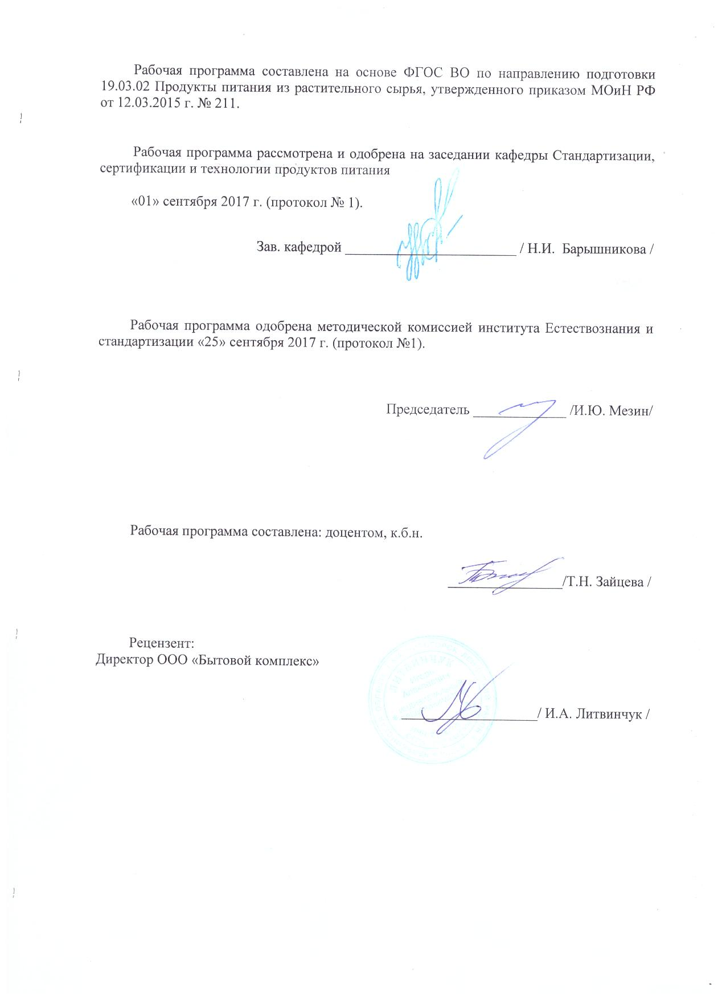 Рабочая программа составлена на основе ФГОС ВО по направлению подготовки
19.03.02 Продукты питания из растительного сырья, утвержденного приказом МОиН РФ
от 12.03.2015 г. № 211.
Рабочая программа рассмотрена и одобрена на заседании кафедры Стандартизации,
сертификации и технологии продуктов питания
«01» сентября 2017 г. (протокол № 1).
Зав. кафедрой / Н.И. Барышникова /
Рабочая программа одобрена методической комиссией института Естествознания и
стандартизации «25» сентября 2017 г. (протокол №1).
Председатель /И.Ю. Мезин/
Рабочая программа составлена: доцентом, к.б.н.
/Т.Н. Зайцева /
Рецензент:
Директор ООО «Бытовой комплекс»
/ И.А. Литвинчук /